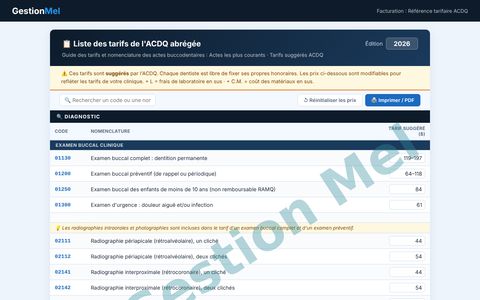 GestionMel
Facturation : Référence tarifaire ACDQ
📋 Liste des tarifs de l'ACDQ abrégée
Édition 2026
Guide des tarifs et nomenclature des actes buccodentaires : Actes les plus courants · Tarifs suggérés ACDQ
⚠ Ces tarifs sont suggérés par l'ACDQ. Chaque dentiste est libre de fixer ses propres honoraires. Les prix ci-dessous sont modifiables pour
refléter les tarifs de votre clinique. + L = frais de laboratoire en sus · + C.M. = coût des matériaux en sus.
🔍 Rechercher un code ou une nor
↺ Réinitialiser les prix
🖨 Imprimer / PDF
🔍 DIAGNOSTIC
CODE NOMENCLATURE TARIF SUGGÉRÉ
($)
EXAMEN BUCCAL CLINIQUE
01130 Examen buccal complet : dentition permanente 119–197
01200 Examen buccal préventif (de rappel ou périodique) 64–118
01250 Examen buccal des enfants de moins de 10 ans (non remboursable RAMQ) 84
01300 Examen d'urgence : douleur aiguë et/ou infection 61
💡 Les radiographies intraorales et photographies sont incluses dans le tarif d'un examen buccal complet et d'un examen préventif.
02111 Radiographie périapicale (rétroalvéolaire), un cliché 44
02112 Radiographie périapicale (rétroalvéolaire), deux clichés 54
02141 Radiographie interproximale (rétrocoronaire), un cliché 44
02142 Radiographie interproximale (rétrocoronaire), deux clichés 54
Gestion Mel